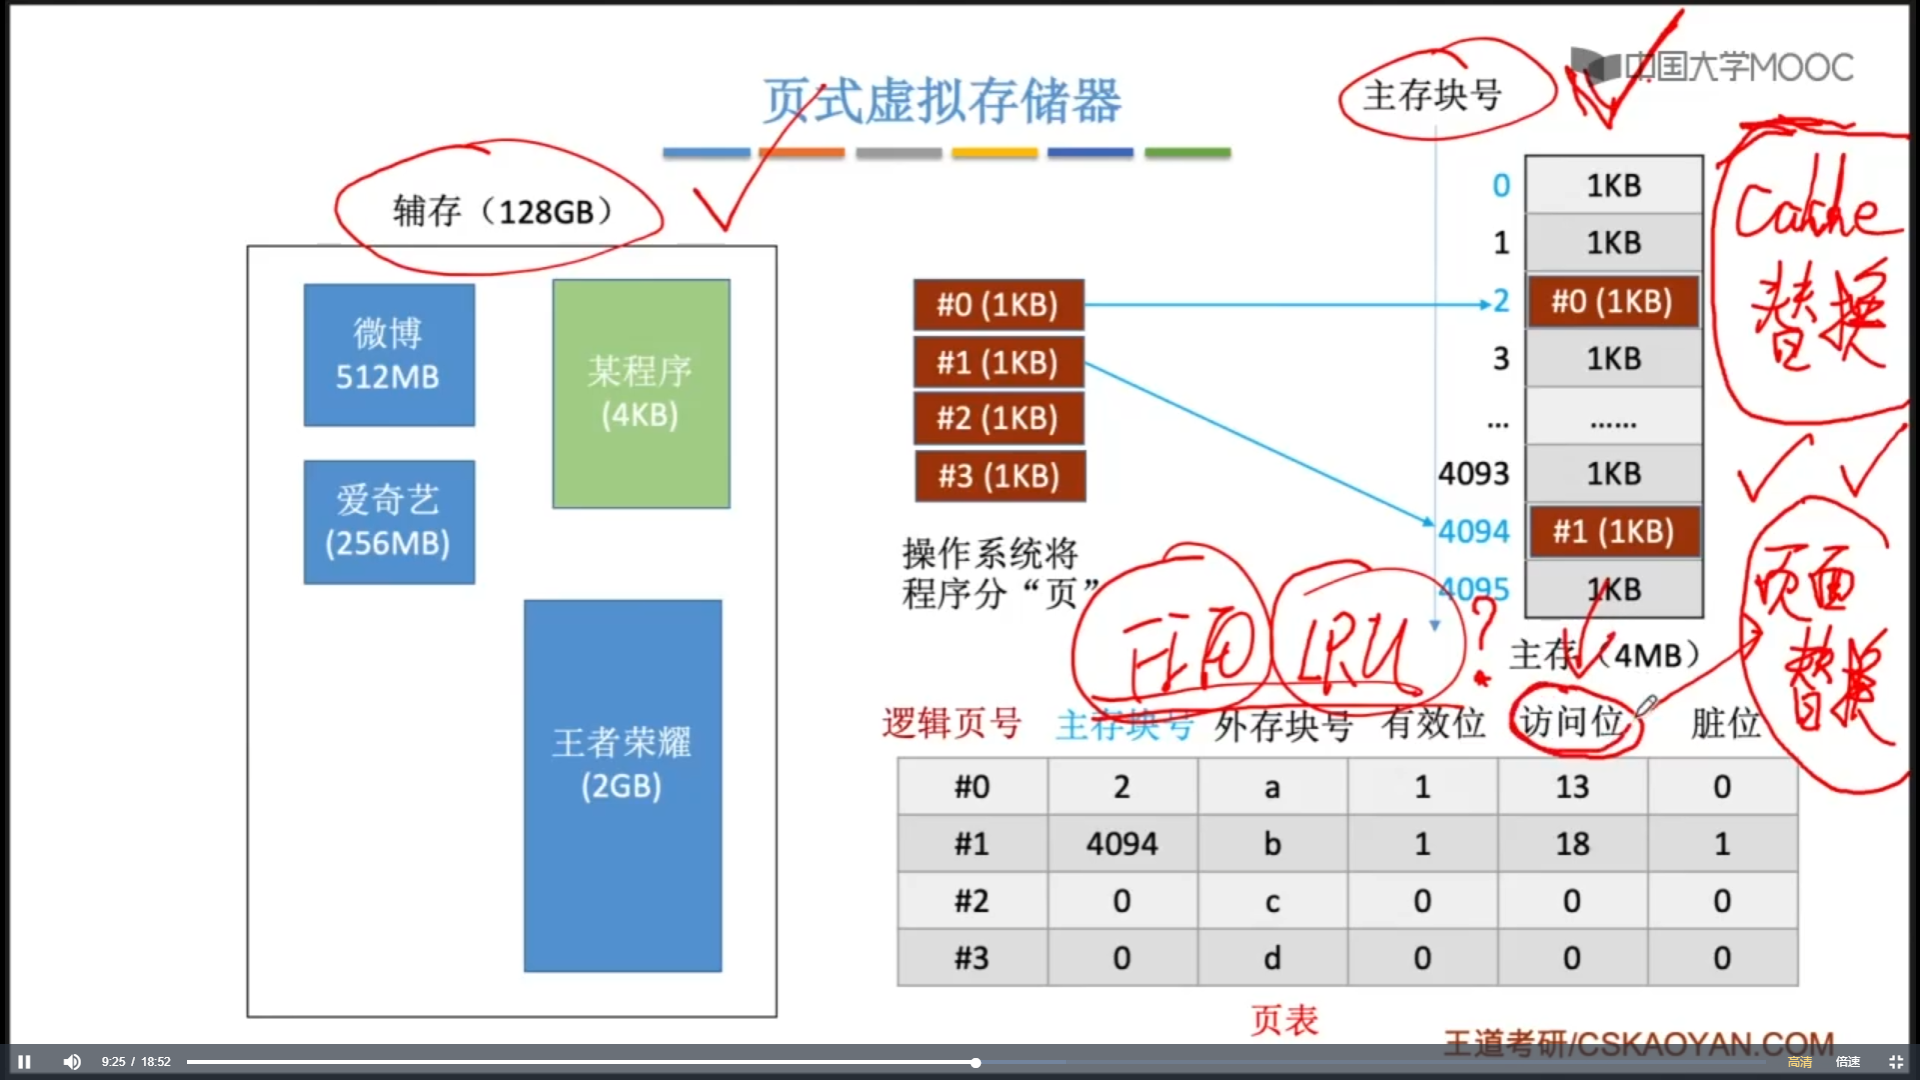 中国大学MOOC
页式虚拟存储器
主存块号
辅存（128GB）
微博
512MB
某程序
(4KB)
爱奇艺
(256MB)
王者荣耀
(2GB)
#0 (1KB)
#1 (1KB)
#2 (1KB)
#3 (1KB)
操作系统将
程序分“页”
0 1KB
1 1KB
2 #0 (1KB)
3 1KB
... ......
4093 1KB
4094 #1 (1KB)
4095 1KB
主存（4MB）
Cache
替换
页面
替换
FIFO LRU ?
逻辑页号 主存块号 外存块号 有效位 访问位 脏位
#0 2 a 1 13 0
#1 4094 b 1 18 1
#2 0 c 0 0 0
#3 0 d 0 0 0
页表
王道考研/CSKAOYAN.COM
9:25 / 18:52 高清 倍速